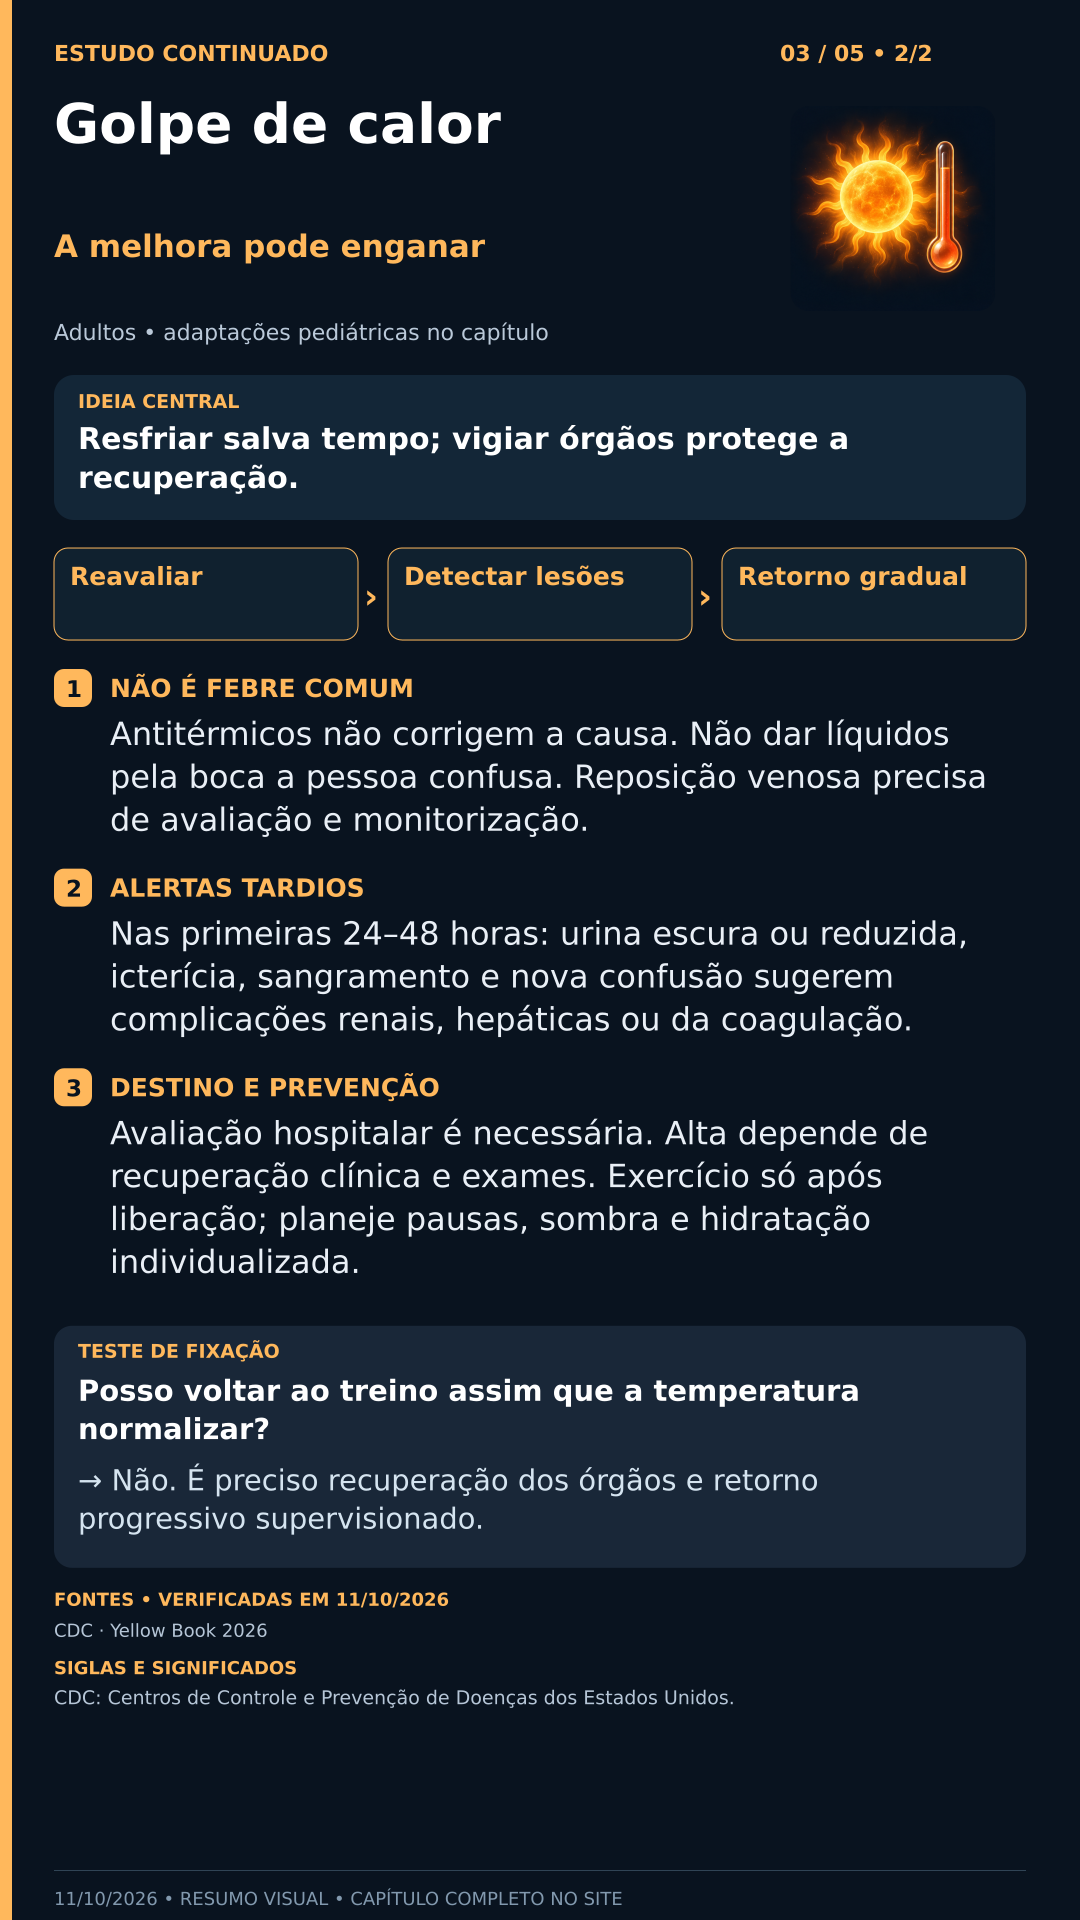 ESTUDO CONTINUADO
03 / 05 • 2/2
Golpe de calor
A melhora pode enganar
Adultos • adaptações pediátricas no capítulo
IDEIA CENTRAL
Resfriar salva tempo; vigiar órgãos protege a
recuperação.
Reavaliar
›
Detectar lesões
›
Retorno gradual
1
NÃO É FEBRE COMUM
Antitérmicos não corrigem a causa. Não dar líquidos
pela boca a pessoa confusa. Reposição venosa precisa
de avaliação e monitorização.
2
ALERTAS TARDIOS
Nas primeiras 24–48 horas: urina escura ou reduzida,
icterícia, sangramento e nova confusão sugerem
complicações renais, hepáticas ou da coagulação.
3
DESTINO E PREVENÇÃO
Avaliação hospitalar é necessária. Alta depende de
recuperação clínica e exames. Exercício só após
liberação; planeje pausas, sombra e hidratação
individualizada.
TESTE DE FIXAÇÃO
Posso voltar ao treino assim que a temperatura
normalizar?
→ Não. É preciso recuperação dos órgãos e retorno
progressivo supervisionado.
FONTES • VERIFICADAS EM 11/10/2026
CDC · Yellow Book 2026
SIGLAS E SIGNIFICADOS
CDC: Centros de Controle e Prevenção de Doenças dos Estados Unidos.
11/10/2026 • RESUMO VISUAL • CAPÍTULO COMPLETO NO SITE